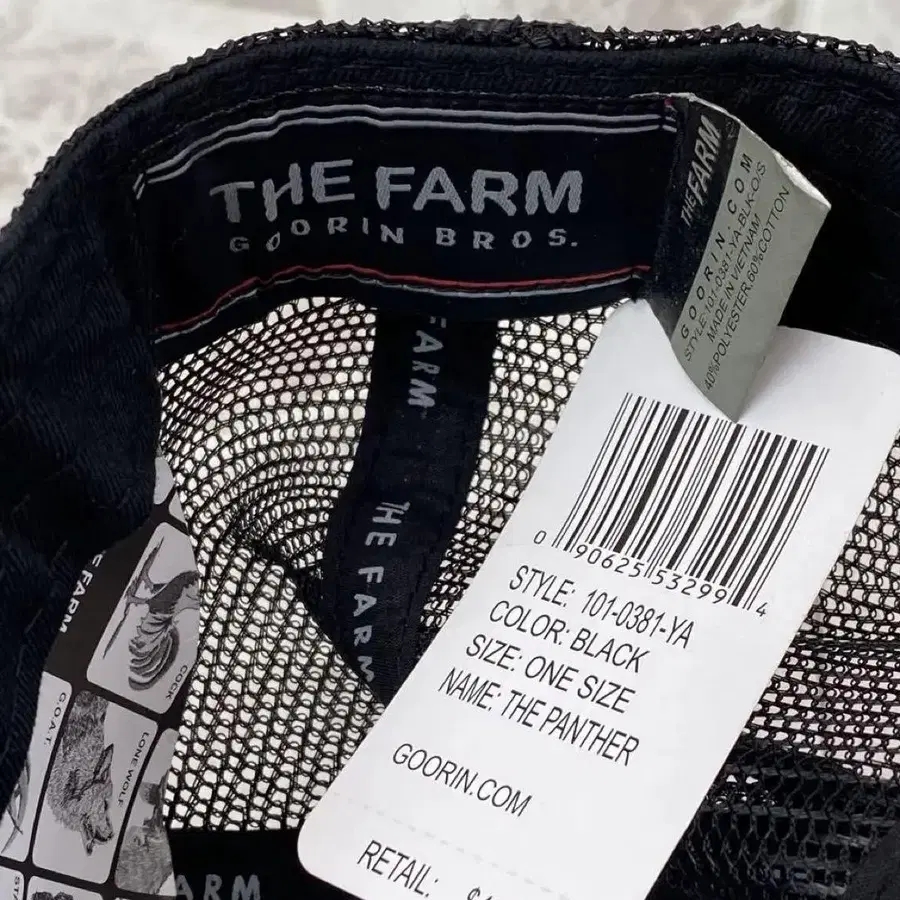 THE FARM
GOORIN BROS.
THE FARM
GOORIN.COM
STYLE:101-0381-YA-BLK-O/S
MADE IN VIETNAM
40%POLYESTER.60%COTTON
FARM
THE FARM
0 90625 53299 4
STYLE: 101-0381-YA
COLOR: BLACK
SIZE: ONE SIZE
NAME: THE PANTHER
GOORIN.COM
RETAIL:
FARM
COCK
G.O.A.T.
LONE WOLF
ARM